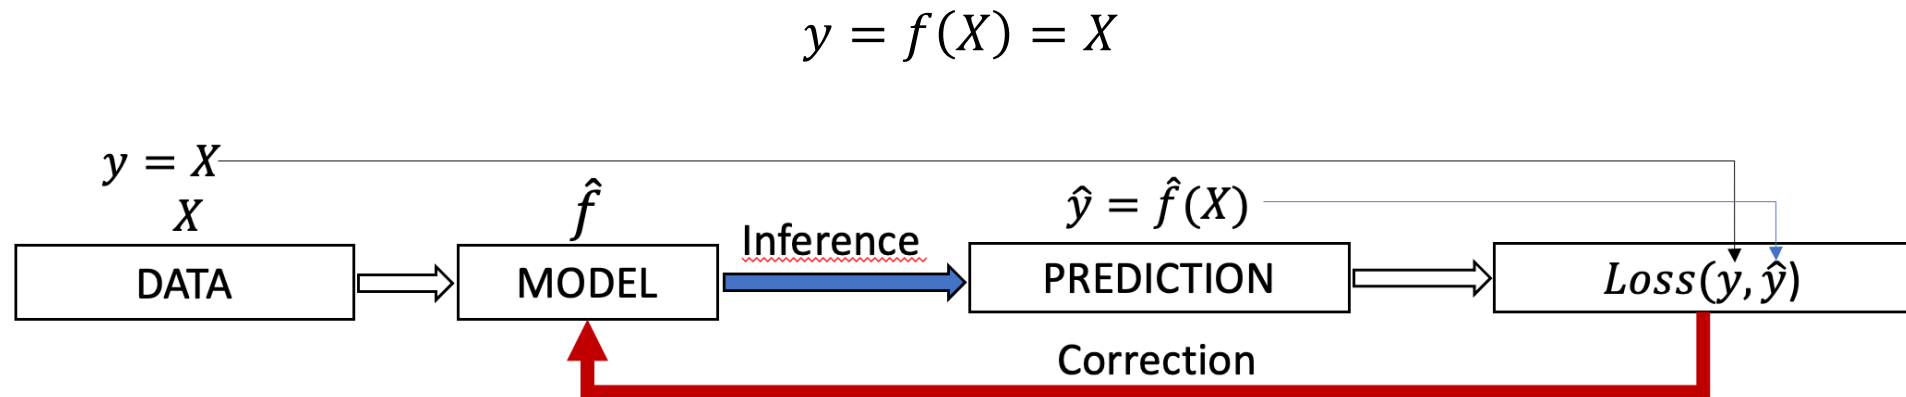 y = f(X) = X
y = X
X
f̂
ŷ = f̂(X)
Inference
DATA
MODEL
PREDICTION
Loss(y, ŷ)
Correction